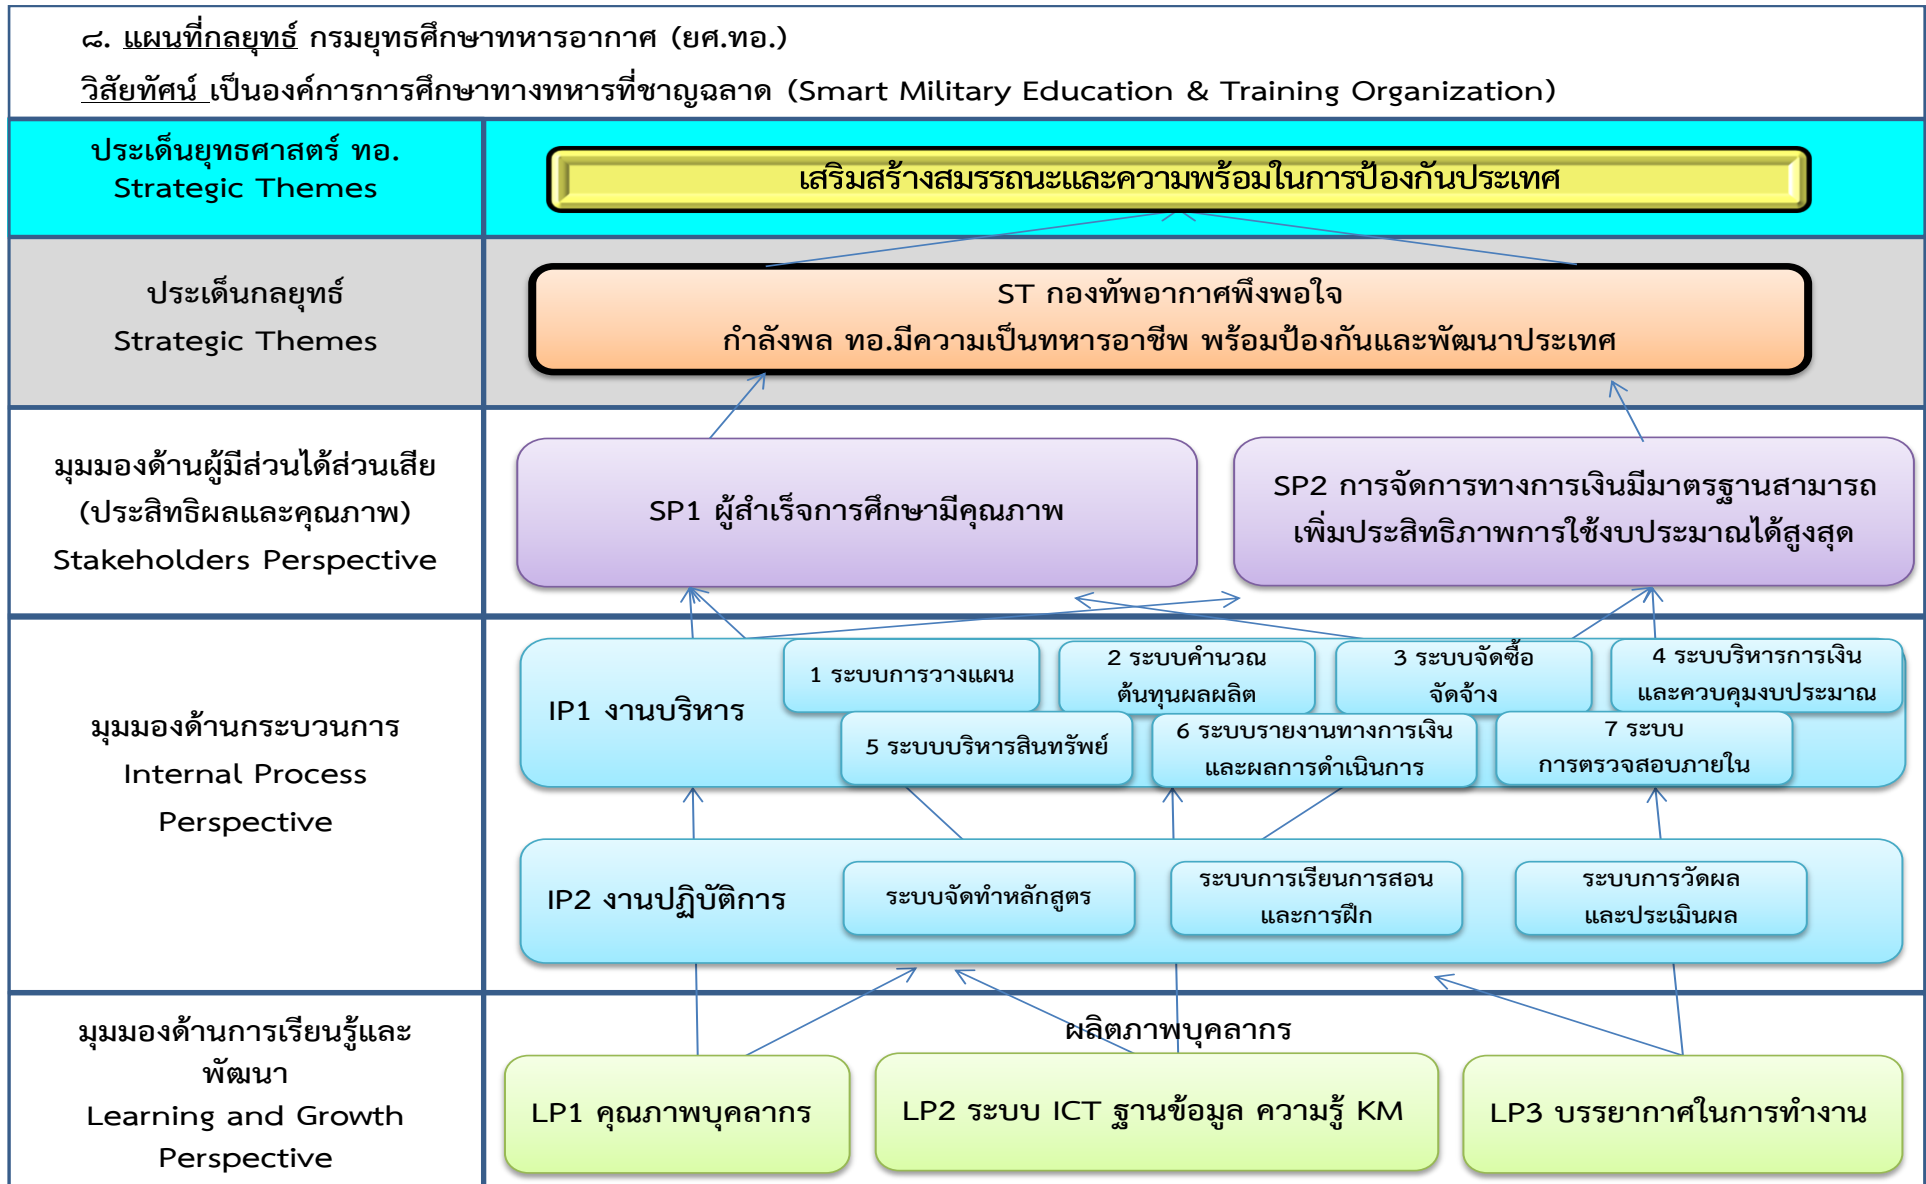 ๘. แผนที่กลยุทธ์ กรมยุทธศึกษาทหารอากาศ (ยศ.ทอ.)
วิสัยทัศน์ เป็นองค์การการศึกษาทางทหารที่ชาญฉลาด (Smart Military Education & Training Organization)
ประเด็นยุทธศาสตร์ ทอ.
Strategic Themes
เสริมสร้างสมรรถนะและความพร้อมในการป้องกันประเทศ
ประเด็นกลยุทธ์
Strategic Themes
ST กองทัพอากาศพึงพอใจ
กำลังพล ทอ.มีความเป็นทหารอาชีพ พร้อมป้องกันและพัฒนาประเทศ
มุมมองด้านผู้มีส่วนได้ส่วนเสีย
(ประสิทธิผลและคุณภาพ)
Stakeholders Perspective
SP1 ผู้สำเร็จการศึกษามีคุณภาพ
SP2 การจัดการทางการเงินมีมาตรฐานสามารถ
เพิ่มประสิทธิภาพการใช้งบประมาณได้สูงสุด
มุมมองด้านกระบวนการ
Internal Process
Perspective
IP1 งานบริหาร
1 ระบบการวางแผน
2 ระบบคำนวณ
ต้นทุนผลผลิต
3 ระบบจัดซื้อ
จัดจ้าง
4 ระบบริหารการเงิน
และควบคุมงบประมาณ
5 ระบบบริหารสินทรัพย์
6 ระบบรายงานทางการเงิน
และผลการดำเนินการ
7 ระบบ
การตรวจสอบภายใน
IP2 งานปฏิบัติการ
ระบบจัดทำหลักสูตร
ระบบการเรียนการสอน
และการฝึก
ระบบการวัดผล
และประเมินผล
มุมมองด้านการเรียนรู้และ
พัฒนา
Learning and Growth
Perspective
ผลิตภาพบุคลากร
LP1 คุณภาพบุคลากร
LP2 ระบบ ICT ฐานข้อมูล ความรู้ KM
LP3 บรรยากาศในการทำงาน